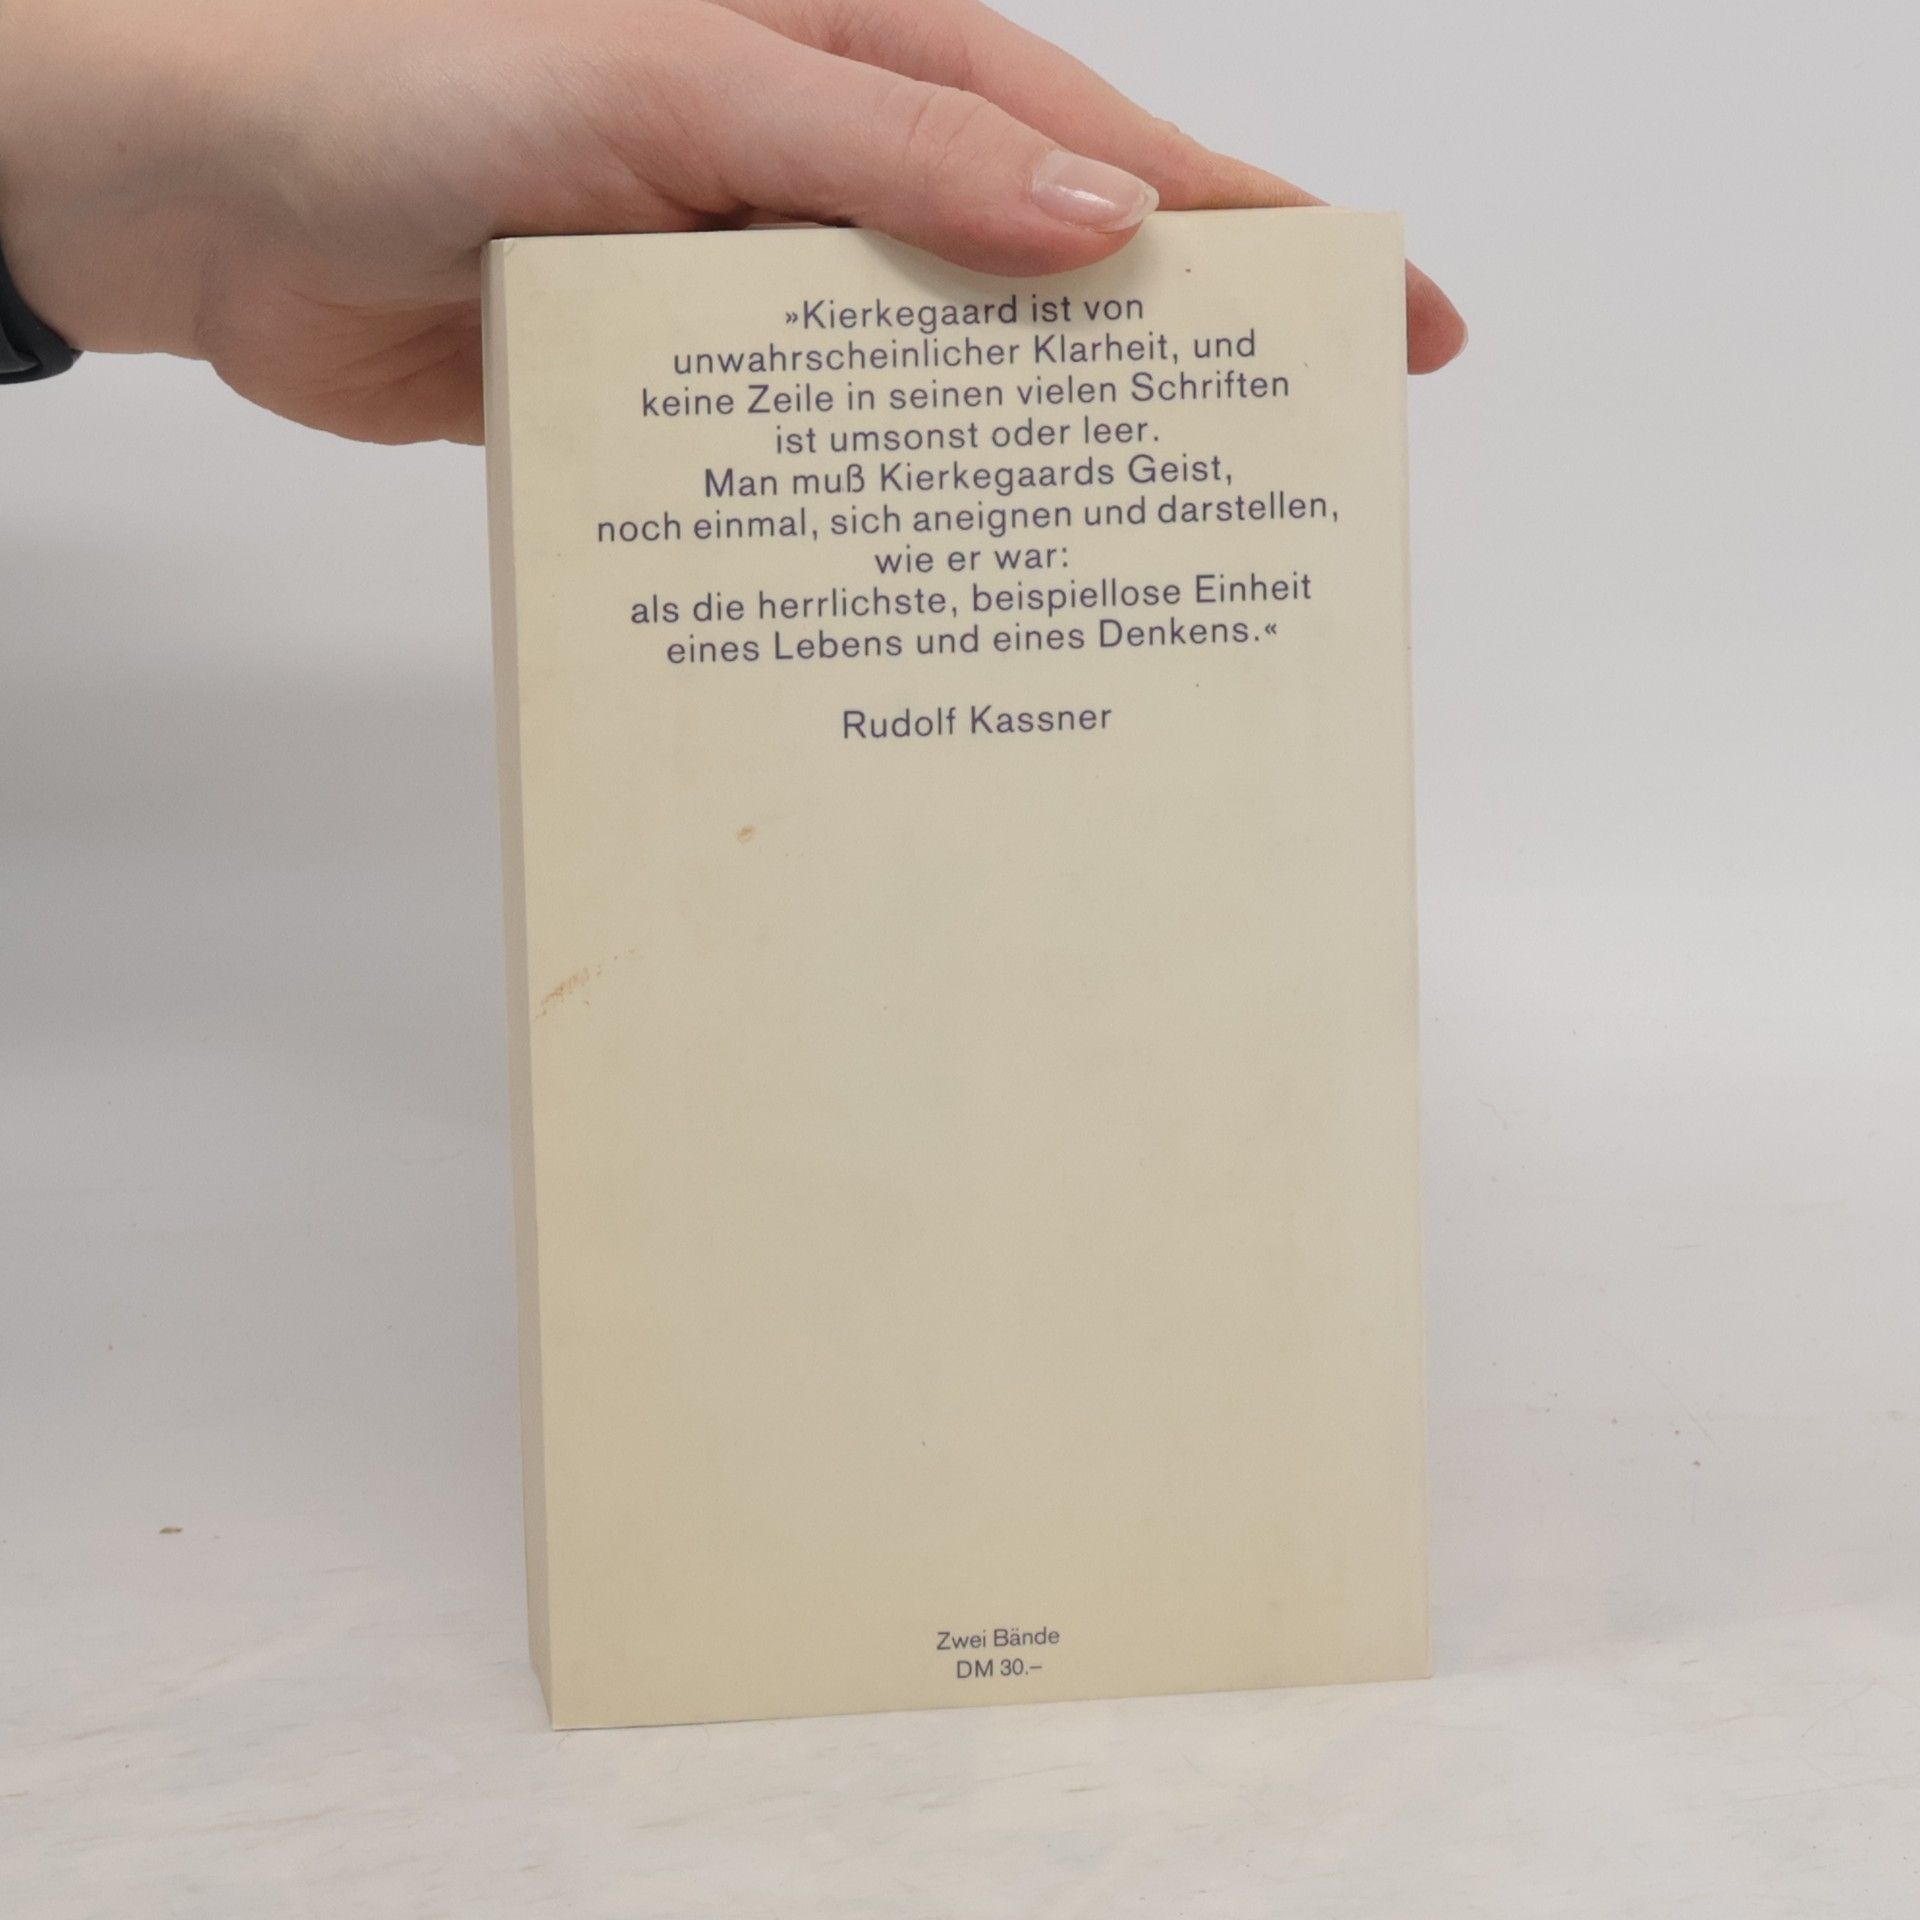 »Kierkegaard ist von
unwahrscheinlicher Klarheit, und
keine Zeile in seinen vielen Schriften
ist umsonst oder leer.
Man muß Kierkegaards Geist,
noch einmal, sich aneignen und darstellen,
wie er war:
als die herrlichste, beispiellose Einheit
eines Lebens und eines Denkens.«
Rudolf Kassner
Zwei Bände
DM 30.–